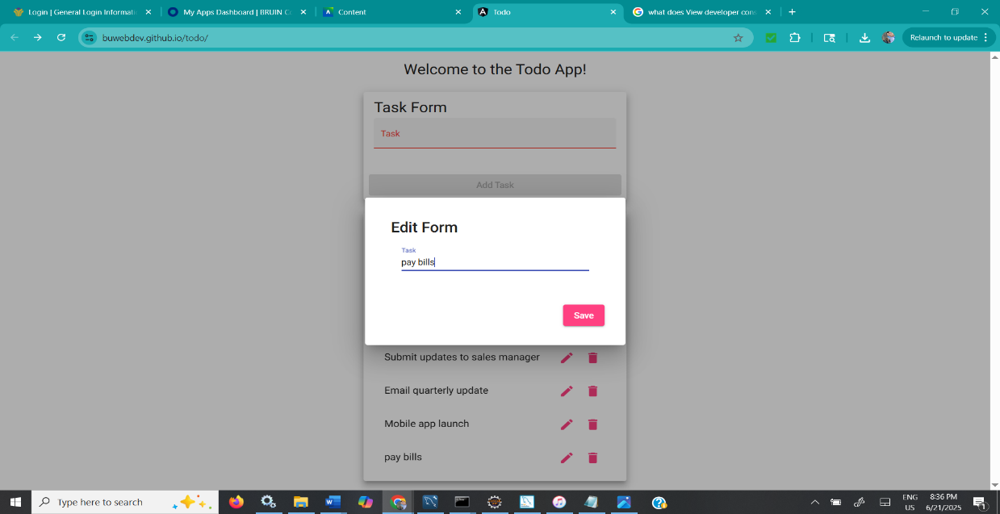 Login | General Login Informati
My Apps Dashboard | BRUIN Co
Content
Todo
what does View developer cons
buwebdev.github.io/todo/
Relaunch to update
Welcome to the Todo App!
Task Form
Task
Add Task
Edit Form
Task
pay bills
Save
Submit updates to sales manager
Email quarterly update
Mobile app launch
pay bills
Type here to search
ENG
US
8:36 PM
6/21/2025
1